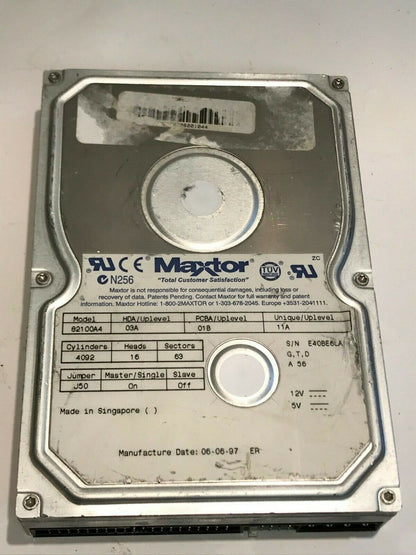 ZC
N256
Maxtor
TÜV
"Total Customer Satisfaction"
Maxtor is not responsible for consequential damages, including loss or
recovery of data. Patents Pending. Contact Maxtor for full warranty and patent
information, Maxtor Hotline: 1-800-2MAXTOR or 1-303-678-2045. Europe +353-1-2041111.
Model HDA/Uplevel PCBA/Uplevel Unique/Uplevel
82100A4 03A 01B 11A
Cylinders Heads Sectors
4092 16 63
S/N E40BE6LA
G,T,D
A 56
Jumper Master/Single Slave
J50 On Off
12V
5V
Made in Singapore ( )
Manufacture Date: 06-06-97 ER